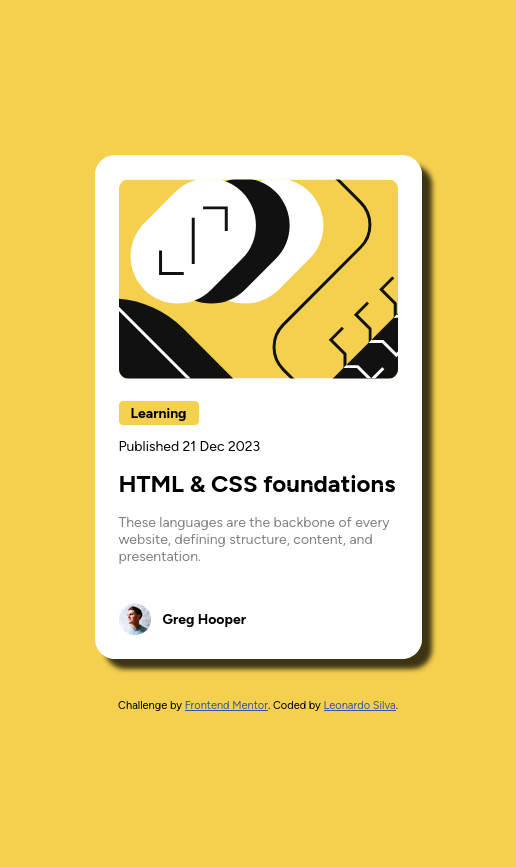 Learning
Published 21 Dec 2023
HTML & CSS foundations
These languages are the backbone of every
website, defining structure, content, and
presentation.
Greg Hooper
Challenge by Frontend Mentor. Coded by Leonardo Silva.